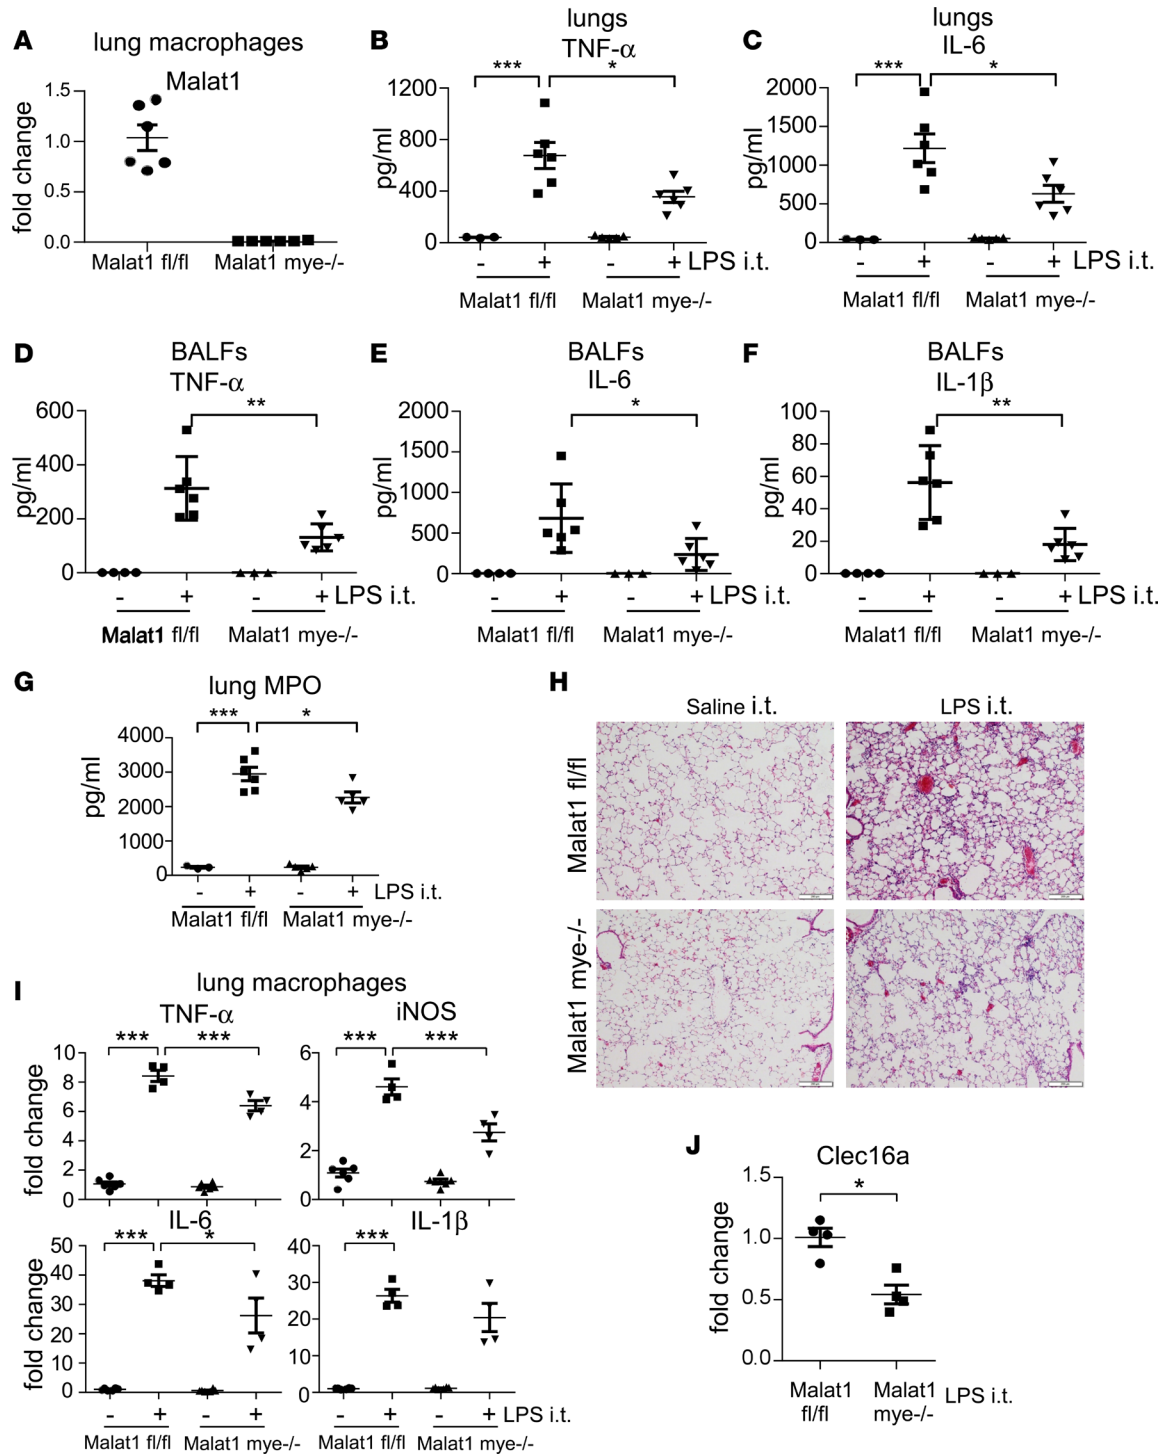 A
lung macrophages
Malat1
fold change
1.5
1.0
0.5
0.0
Malat1 fl/fl
Malat1 mye-/-
B
lungs
TNF-α
***
*
pg/ml
1200
800
400
0
- + - + LPS i.t.
Malat1 fl/fl
Malat1 mye-/-
C
lungs
IL-6
***
*
pg/ml
2000
1500
1000
500
0
- + - + LPS i.t.
Malat1 fl/fl
Malat1 mye-/-
D
BALFs
TNF-α
**
pg/ml
600
400
200
0
- + - + LPS i.t.
Malat1 fl/fl
Malat1 mye-/-
E
BALFs
IL-6
*
pg/ml
2000
1500
1000
500
0
- + - + LPS i.t.
Malat1 fl/fl
Malat1 mye-/-
F
BALFs
IL-1β
**
pg/ml
100
80
60
40
20
0
- + - + LPS i.t.
Malat1 fl/fl
Malat1 mye-/-
G
lung MPO
***
*
pg/ml
4000
3000
2000
1000
0
- + - + LPS i.t.
Malat1 fl/fl
Malat1 mye-/-
H
Saline i.t.
LPS i.t.
Malat1 fl/fl
Malat1 mye-/-
I
lung macrophages
TNF-α
***
***
fold change
10
8
6
4
2
0
iNOS
***
***
6
4
2
0
IL-6
***
*
fold change
50
40
30
20
10
0
- + - +
Malat1 fl/fl
Malat1 mye-/-
IL-1β
***
40
30
20
10
0
- + - + LPS i.t.
Malat1 fl/fl
Malat1 mye-/-
J
Clec16a
*
fold change
1.5
1.0
0.5
0.0
Malat1
fl/fl
Malat1
mye-/-
LPS i.t.